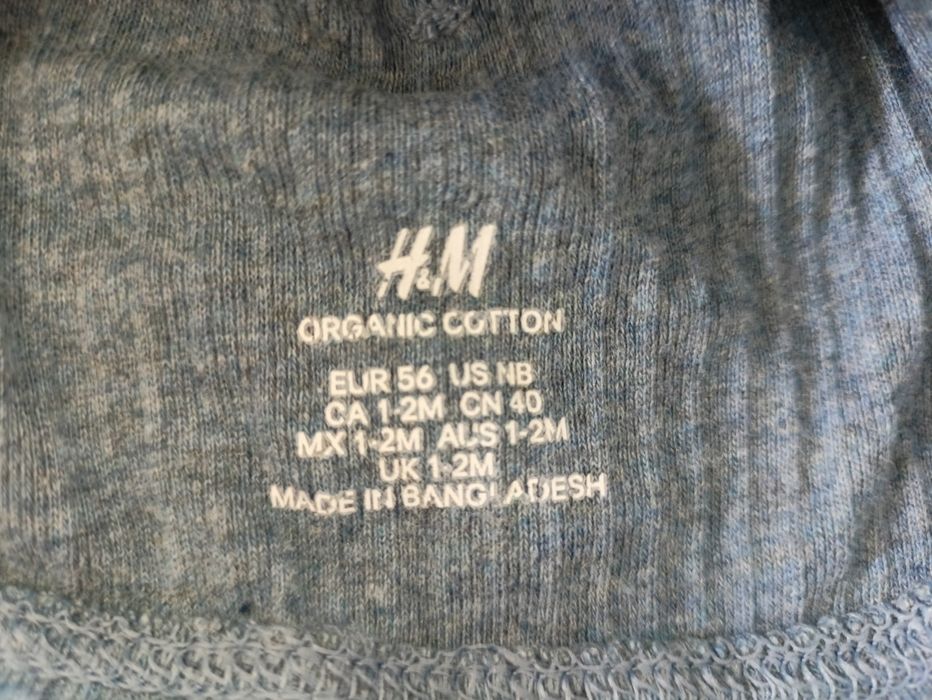 H&M
ORGANIC COTTON
EUR 56 US NB
CA 1-2M CN 40
MX 1-2M AUS 1-2M
UK 1-2M
MADE IN BANGLADESH